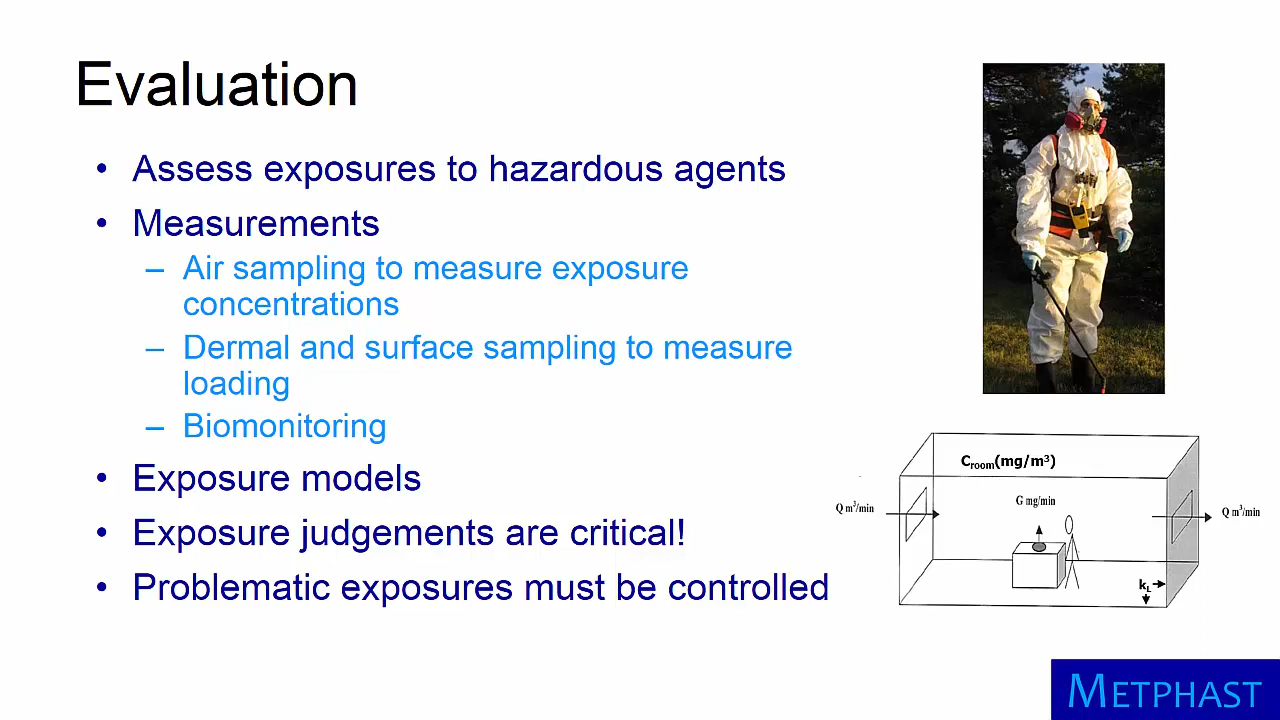 Evaluation
• Assess exposures to hazardous agents
• Measurements
– Air sampling to measure exposure
concentrations
– Dermal and surface sampling to measure
loading
– Biomonitoring
• Exposure models
• Exposure judgements are critical!
• Problematic exposures must be controlled
Croom(mg/m³)
G mg/min
Q m³/min
Q m³/min
kL
METPHAST